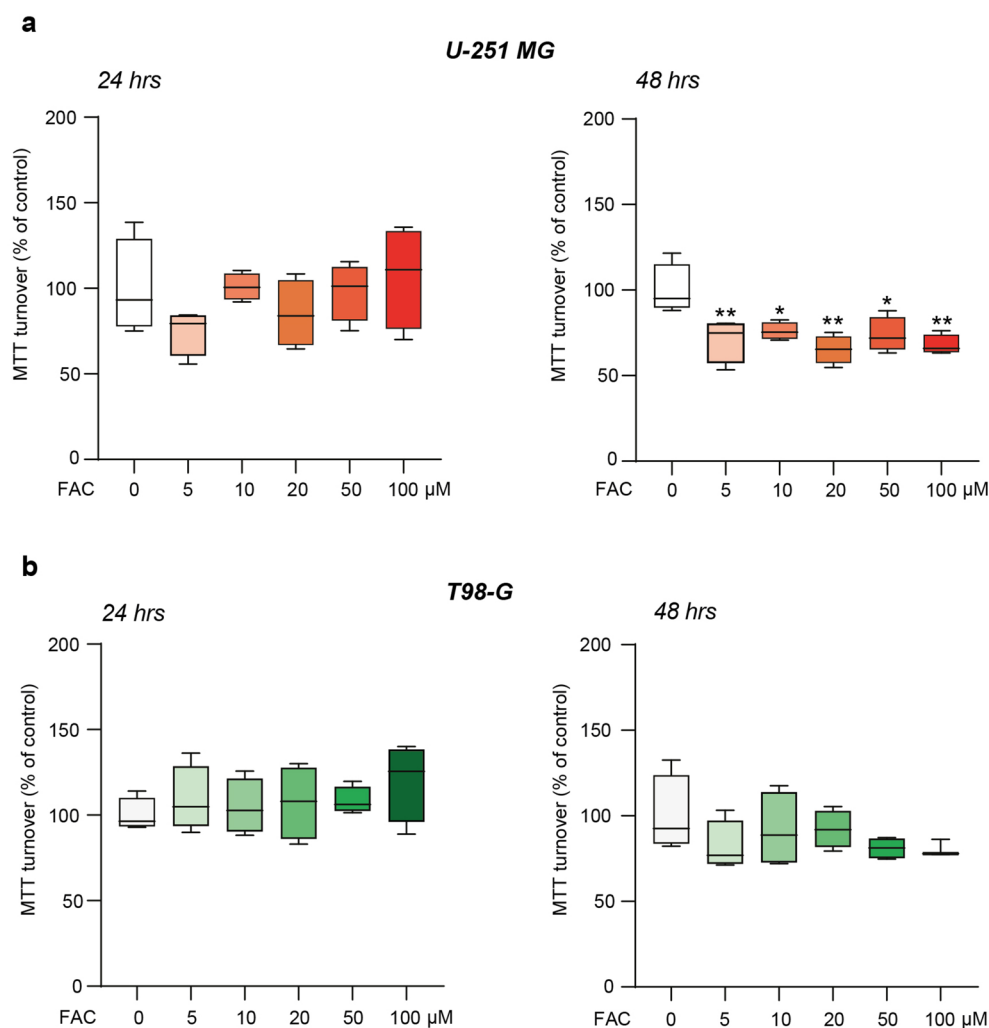 a
U-251 MG
24 hrs
48 hrs
MTT turnover (% of control)
200
150
100
50
0
FAC 0 5 10 20 50 100 µM
MTT turnover (% of control)
200
150
100
50
0
** * ** * **
FAC 0 5 10 20 50 100 µM
b
T98-G
24 hrs
48 hrs
MTT turnover (% of control)
200
150
100
50
0
FAC 0 5 10 20 50 100 µM
MTT turnover (% of control)
200
150
100
50
0
FAC 0 5 10 20 50 100 µM